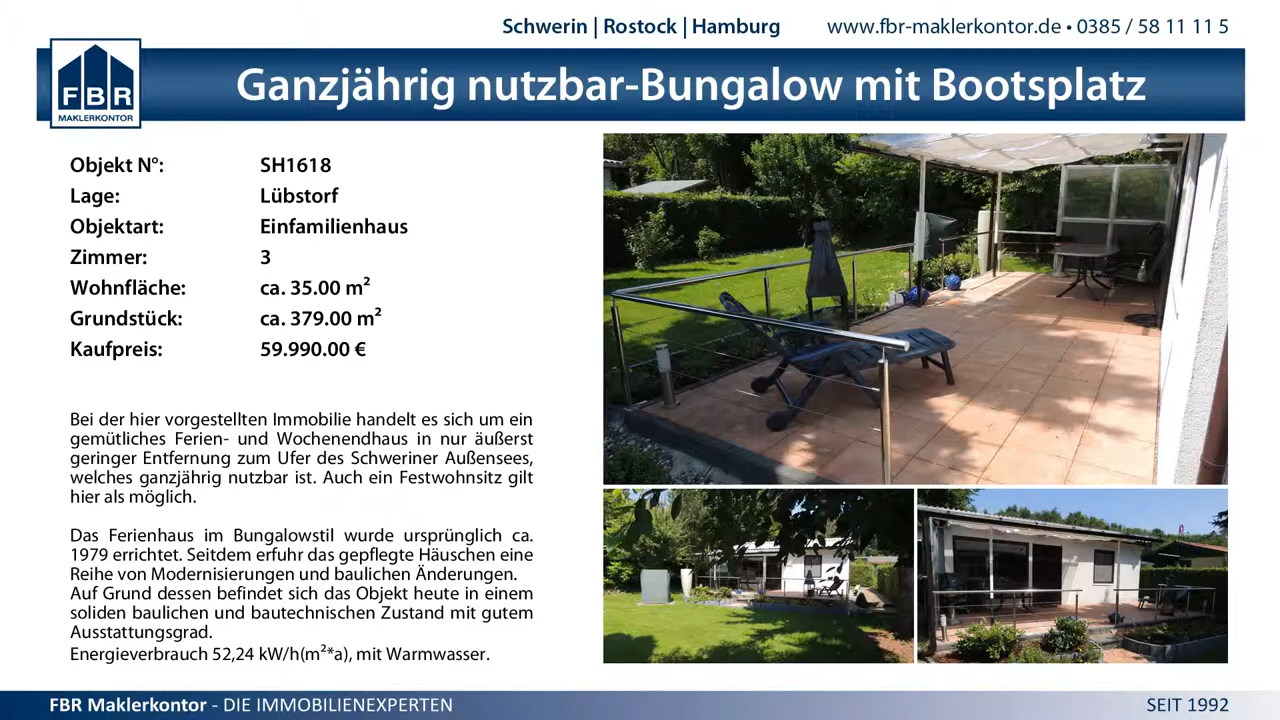 Schwerin | Rostock | Hamburg www.fbr-maklerkontor.de • 0385 / 58 11 11 5
FBR
MAKLERKONTOR
Ganzjährig nutzbar-Bungalow mit Bootsplatz
Objekt N°: SH1618
Lage: Lübstorf
Objektart: Einfamilienhaus
Zimmer: 3
Wohnfläche: ca. 35.00 m²
Grundstück: ca. 379.00 m²
Kaufpreis: 59.990.00 €
Bei der hier vorgestellten Immobilie handelt es sich um ein
gemütliches Ferien- und Wochenendhaus in nur äußerst
geringer Entfernung zum Ufer des Schweriner Außensees,
welches ganzjährig nutzbar ist. Auch ein Festwohnsitz gilt
hier als möglich.
Das Ferienhaus im Bungalowstil wurde ursprünglich ca.
1979 errichtet. Seitdem erfuhr das gepflegte Häuschen eine
Reihe von Modernisierungen und baulichen Änderungen.
Auf Grund dessen befindet sich das Objekt heute in einem
soliden baulichen und bautechnischen Zustand mit gutem
Ausstattungsgrad.
Energieverbrauch 52,24 kW/h(m²*a), mit Warmwasser.
FBR Maklerkontor - DIE IMMOBILIENEXPERTEN SEIT 1992